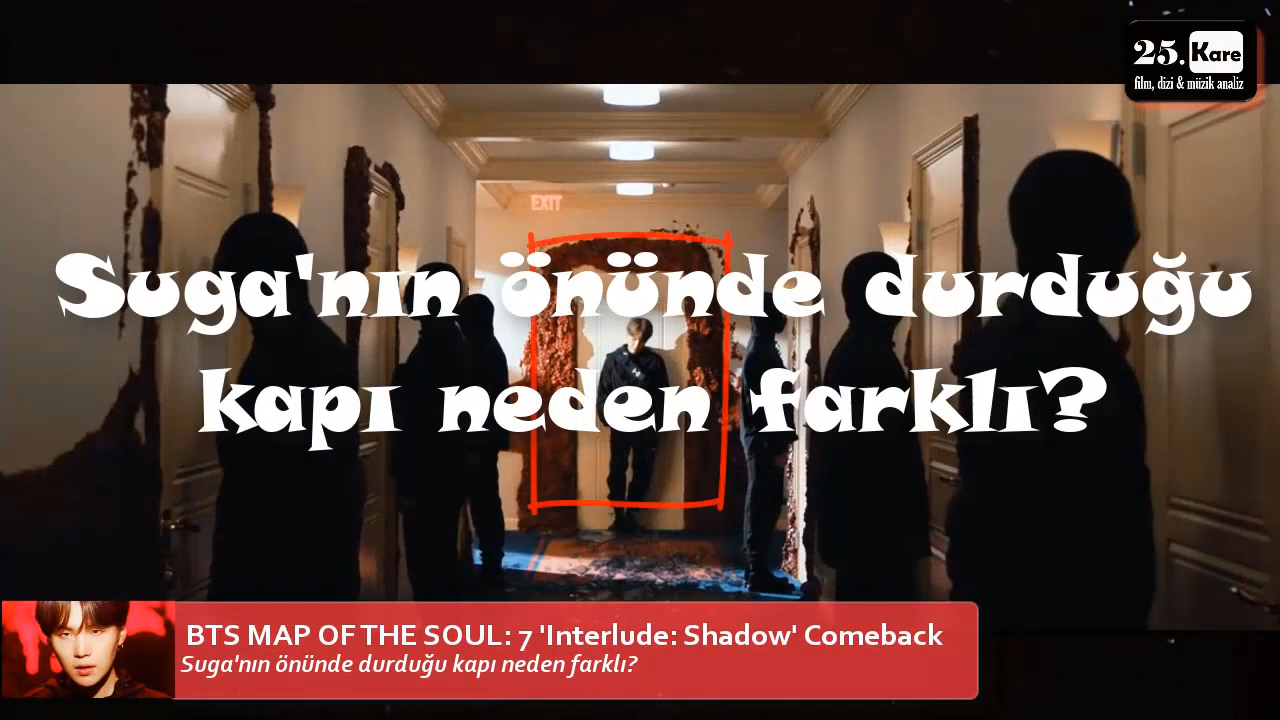 25. Kare
film, dizi & müzik analiz
EXIT
Suga'nın önünde durduğu
kapı neden farklı?
BTS MAP OF THE SOUL: 7 'Interlude: Shadow' Comeback
Suga'nın önünde durduğu kapı neden farklı?